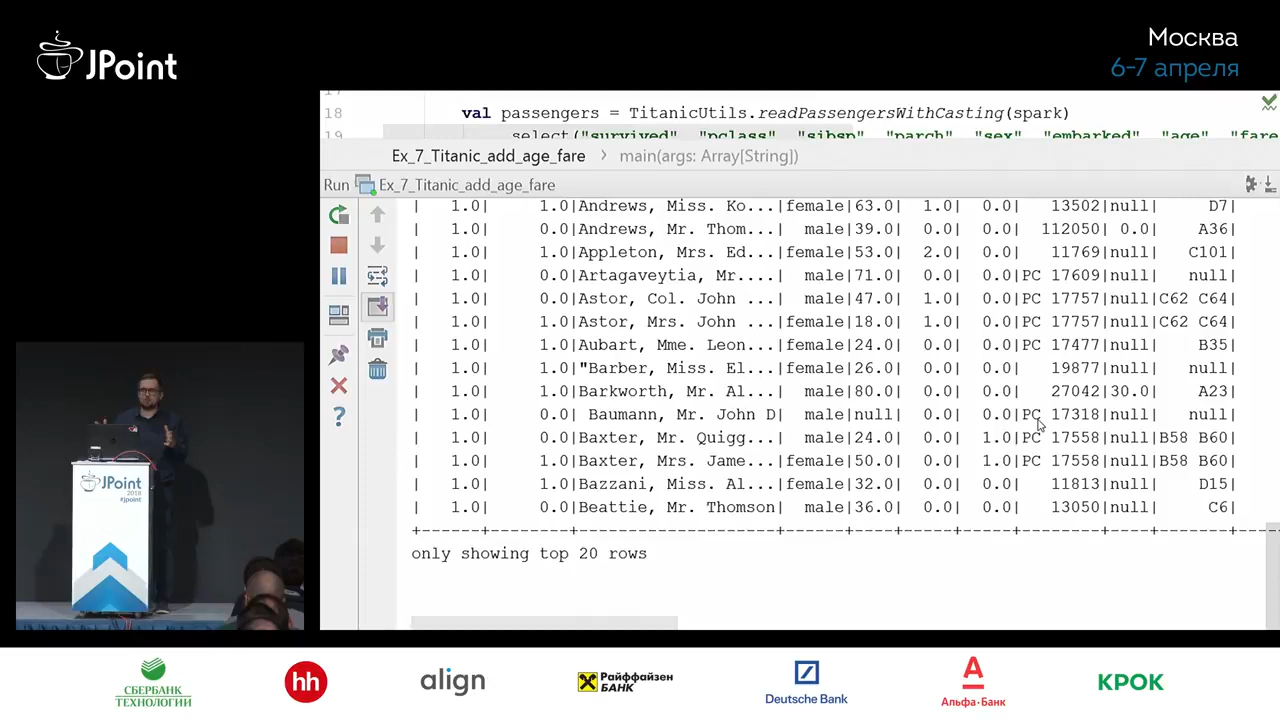 JPoint
Москва
6-7 апреля
18 val passengers = TitanicUtils.readPassengersWithCasting(spark)
19 select("survived" "pclass" "sibsp" "parch" "sex" "embarked" "age" "fare
Ex_7_Titanic_add_age_fare > main(args: Array[String])
Run Ex_7_Titanic_add_age_fare
| 1.0| 1.0|Andrews, Miss. Ko...|female|63.0| 1.0| 0.0| 13502|null| D7|
| 1.0| 0.0|Andrews, Mr. Thom...| male|39.0| 0.0| 0.0| 112050| 0.0| A36|
| 1.0| 1.0|Appleton, Mrs. Ed...|female|53.0| 2.0| 0.0| 11769|null| C101|
| 1.0| 0.0|Artagaveytia, Mr....| male|71.0| 0.0| 0.0|PC 17609|null| null|
| 1.0| 0.0|Astor, Col. John ...| male|47.0| 1.0| 0.0|PC 17757|null|C62 C64|
| 1.0| 1.0|Astor, Mrs. John ...|female|18.0| 1.0| 0.0|PC 17757|null|C62 C64|
| 1.0| 1.0|Aubart, Mme. Leon...|female|24.0| 0.0| 0.0|PC 17477|null| B35|
| 1.0| 1.0|"Barber, Miss. El...|female|26.0| 0.0| 0.0| 19877|null| null|
| 1.0| 1.0|Barkworth, Mr. Al...| male|80.0| 0.0| 0.0| 27042|30.0| A23|
| 1.0| 0.0| Baumann, Mr. John D| male|null| 0.0| 0.0|PC 17318|null| null|
| 1.0| 0.0|Baxter, Mr. Quigg...| male|24.0| 0.0| 1.0|PC 17558|null|B58 B60|
| 1.0| 1.0|Baxter, Mrs. Jame...|female|50.0| 0.0| 1.0|PC 17558|null|B58 B60|
| 1.0| 1.0|Bazzani, Miss. Al...|female|32.0| 0.0| 0.0| 11813|null| D15|
| 1.0| 0.0|Beattie, Mr. Thomson| male|36.0| 0.0| 0.0| 13050|null| C6|
+------+---------+--------------------+------+----+-----+-----+--------+----+-------+----
only showing top 20 rows
JPoint
2018
#jpoint
СБЕРБАНК
ТЕХНОЛОГИИ
hh
align
Райффайзен
БАНК
Deutsche Bank
Альфа·Банк
КРОК